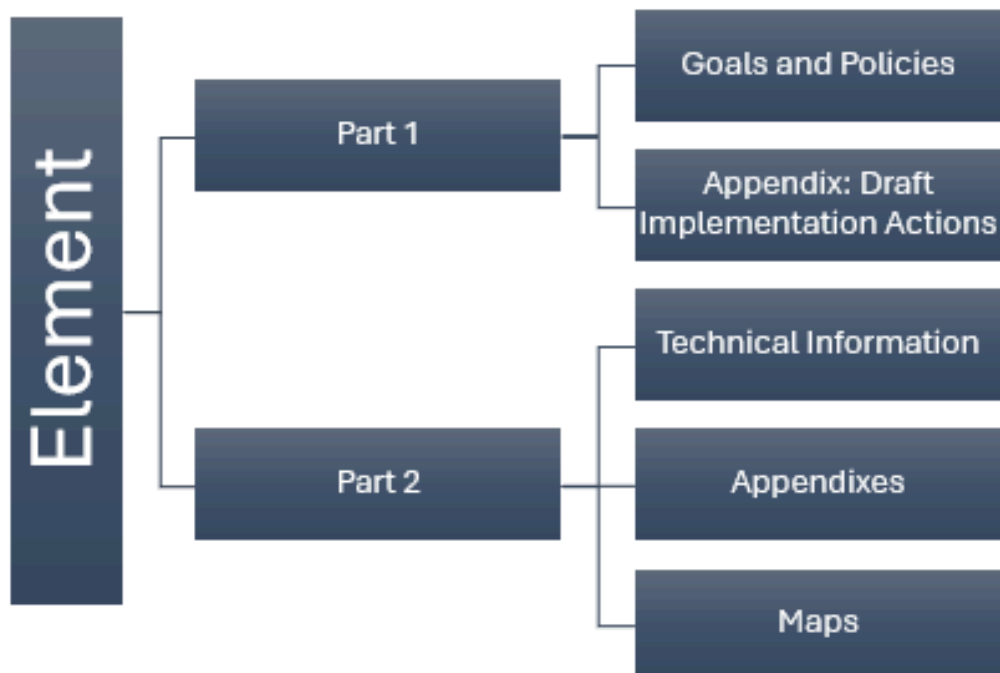 Element
Part 1
Goals and Policies
Appendix: Draft
Implementation Actions
Part 2
Technical Information
Appendixes
Maps